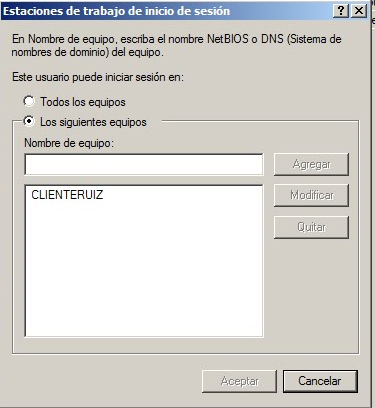 Estaciones de trabajo de inicio de sesión
En Nombre de equipo, escriba el nombre NetBIOS o DNS (Sistema de
nombres de dominio) del equipo.
Este usuario puede iniciar sesión en:
Todos los equipos
Los siguientes equipos
Nombre de equipo:
Agregar
CLIENTERUIZ
Modificar
Quitar
Aceptar
Cancelar